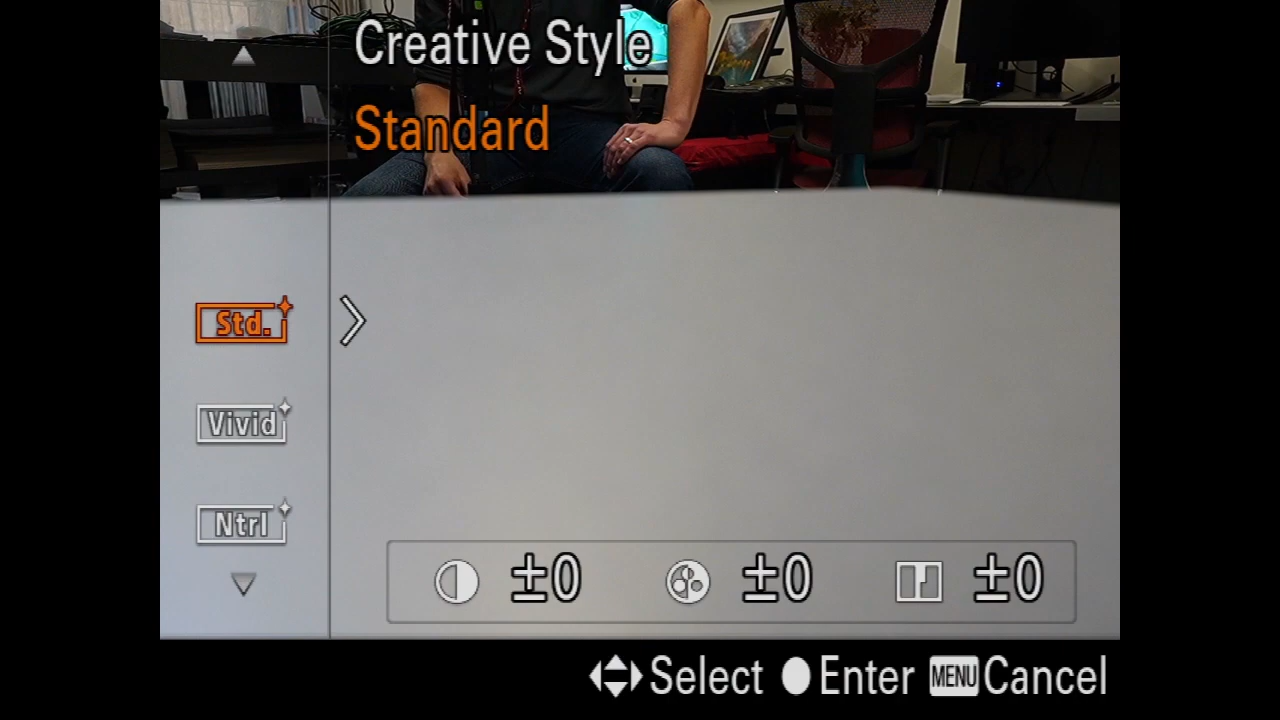 Creative Style
Standard
Std.
Vivid
Ntrl
±0 ±0 ±0
Select Enter MENU Cancel